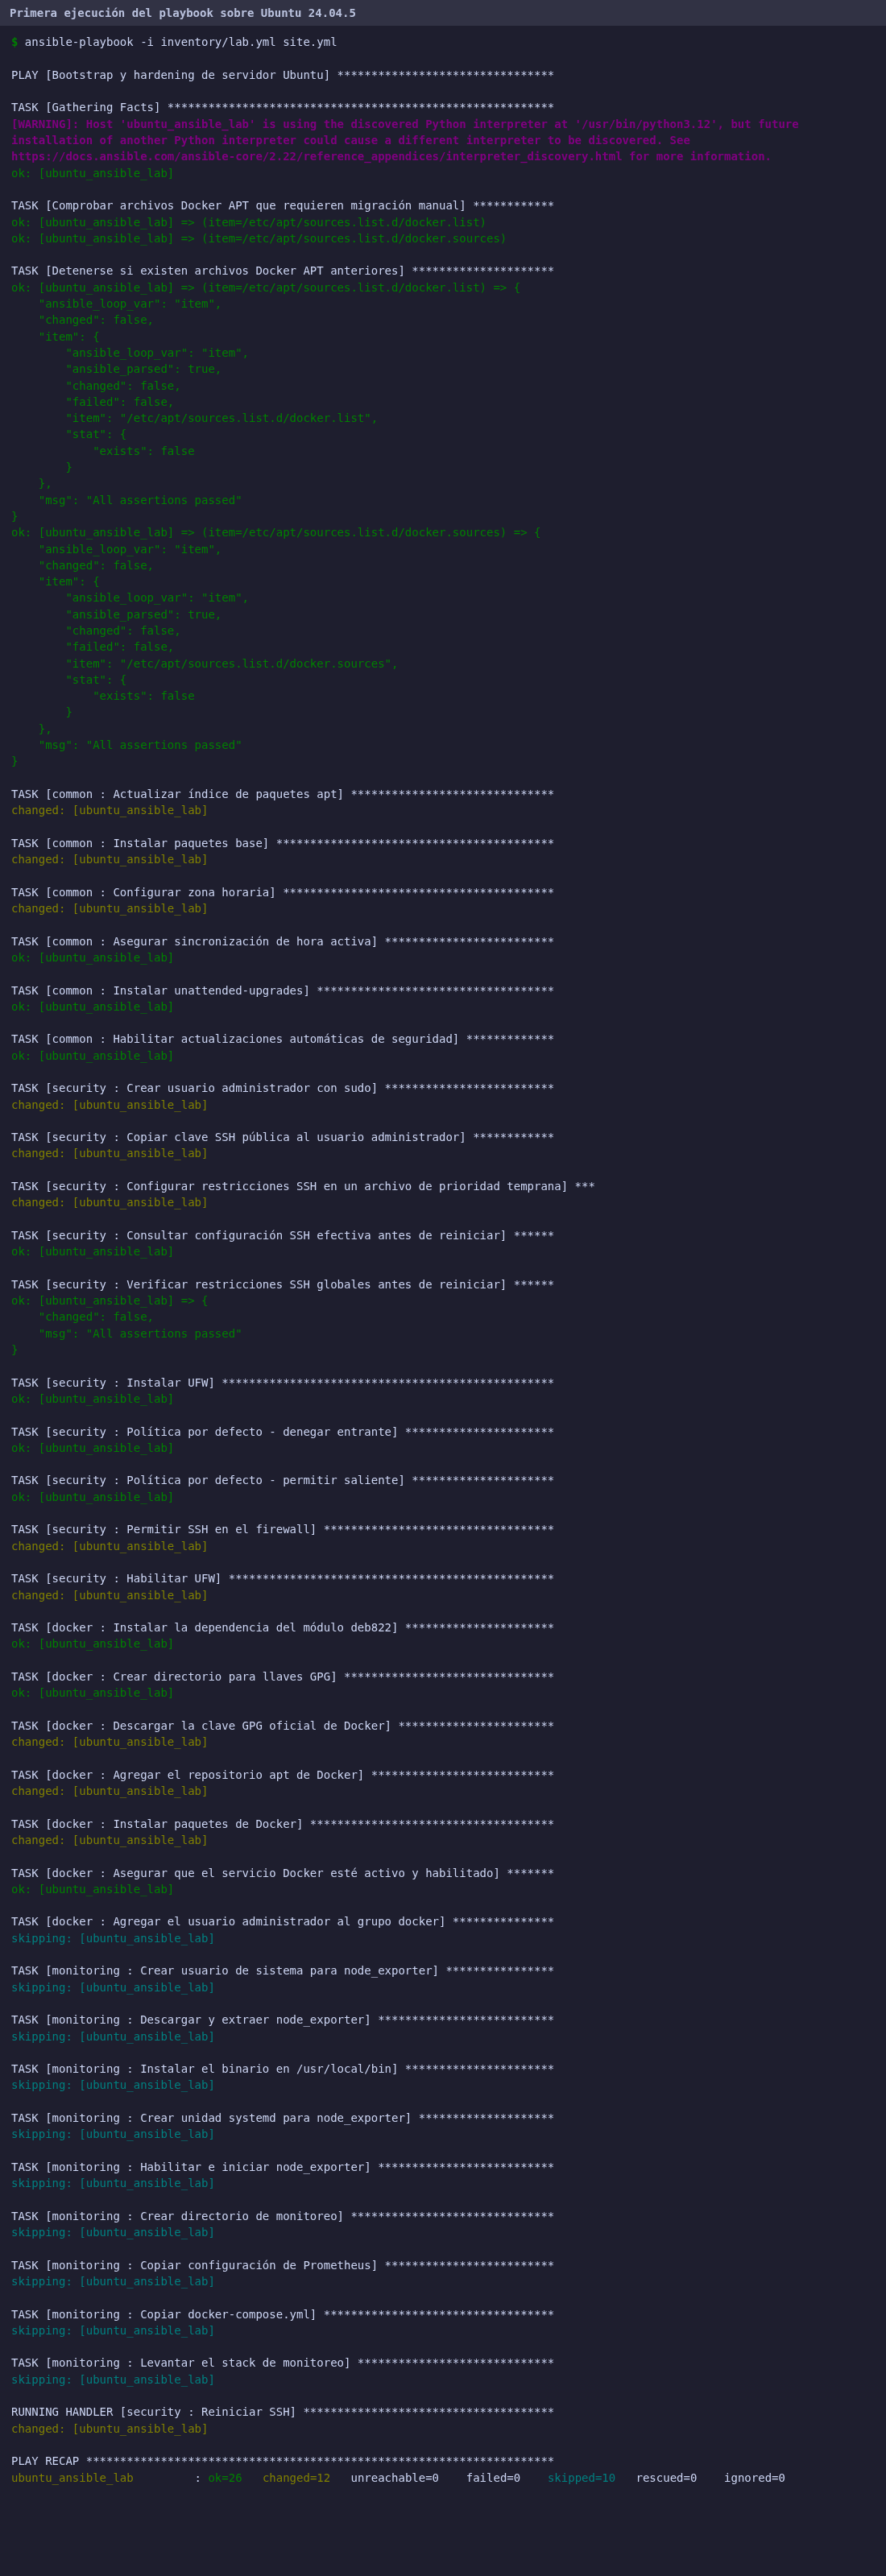 Primera ejecución del playbook sobre Ubuntu 24.04.5
$ ansible-playbook -i inventory/lab.yml site.yml
PLAY [Bootstrap y hardening de servidor Ubuntu] ********************************
TASK [Gathering Facts] *********************************************************
[WARNING]: Host 'ubuntu_ansible_lab' is using the discovered Python interpreter at '/usr/bin/python3.12', but future
installation of another Python interpreter could cause a different interpreter to be discovered. See
https://docs.ansible.com/ansible-core/2.22/reference_appendices/interpreter_discovery.html for more information.
ok: [ubuntu_ansible_lab]
TASK [Comprobar archivos Docker APT que requieren migración manual] ************
ok: [ubuntu_ansible_lab] => (item=/etc/apt/sources.list.d/docker.list)
ok: [ubuntu_ansible_lab] => (item=/etc/apt/sources.list.d/docker.sources)
TASK [Detenerse si existen archivos Docker APT anteriores] *********************
ok: [ubuntu_ansible_lab] => (item=/etc/apt/sources.list.d/docker.list) => {
    "ansible_loop_var": "item",
    "changed": false,
    "item": {
        "ansible_loop_var": "item",
        "ansible_parsed": true,
        "changed": false,
        "failed": false,
        "item": "/etc/apt/sources.list.d/docker.list",
        "stat": {
            "exists": false
        }
    },
    "msg": "All assertions passed"
}
ok: [ubuntu_ansible_lab] => (item=/etc/apt/sources.list.d/docker.sources) => {
    "ansible_loop_var": "item",
    "changed": false,
    "item": {
        "ansible_loop_var": "item",
        "ansible_parsed": true,
        "changed": false,
        "failed": false,
        "item": "/etc/apt/sources.list.d/docker.sources",
        "stat": {
            "exists": false
        }
    },
    "msg": "All assertions passed"
}
TASK [common : Actualizar índice de paquetes apt] ******************************
changed: [ubuntu_ansible_lab]
TASK [common : Instalar paquetes base] *****************************************
changed: [ubuntu_ansible_lab]
TASK [common : Configurar zona horaria] ****************************************
changed: [ubuntu_ansible_lab]
TASK [common : Asegurar sincronización de hora activa] *************************
ok: [ubuntu_ansible_lab]
TASK [common : Instalar unattended-upgrades] ***********************************
ok: [ubuntu_ansible_lab]
TASK [common : Habilitar actualizaciones automáticas de seguridad] *************
ok: [ubuntu_ansible_lab]
TASK [security : Crear usuario administrador con sudo] *************************
changed: [ubuntu_ansible_lab]
TASK [security : Copiar clave SSH pública al usuario administrador] ************
changed: [ubuntu_ansible_lab]
TASK [security : Configurar restricciones SSH en un archivo de prioridad temprana] ***
changed: [ubuntu_ansible_lab]
TASK [security : Consultar configuración SSH efectiva antes de reiniciar] ******
ok: [ubuntu_ansible_lab]
TASK [security : Verificar restricciones SSH globales antes de reiniciar] ******
ok: [ubuntu_ansible_lab] => {
    "changed": false,
    "msg": "All assertions passed"
}
TASK [security : Instalar UFW] *************************************************
ok: [ubuntu_ansible_lab]
TASK [security : Política por defecto - denegar entrante] **********************
ok: [ubuntu_ansible_lab]
TASK [security : Política por defecto - permitir saliente] *********************
ok: [ubuntu_ansible_lab]
TASK [security : Permitir SSH en el firewall] **********************************
changed: [ubuntu_ansible_lab]
TASK [security : Habilitar UFW] ************************************************
changed: [ubuntu_ansible_lab]
TASK [docker : Instalar la dependencia del módulo deb822] **********************
ok: [ubuntu_ansible_lab]
TASK [docker : Crear directorio para llaves GPG] *******************************
ok: [ubuntu_ansible_lab]
TASK [docker : Descargar la clave GPG oficial de Docker] ***********************
changed: [ubuntu_ansible_lab]
TASK [docker : Agregar el repositorio apt de Docker] ***************************
changed: [ubuntu_ansible_lab]
TASK [docker : Instalar paquetes de Docker] ************************************
changed: [ubuntu_ansible_lab]
TASK [docker : Asegurar que el servicio Docker esté activo y habilitado] *******
ok: [ubuntu_ansible_lab]
TASK [docker : Agregar el usuario administrador al grupo docker] ***************
skipping: [ubuntu_ansible_lab]
TASK [monitoring : Crear usuario de sistema para node_exporter] ****************
skipping: [ubuntu_ansible_lab]
TASK [monitoring : Descargar y extraer node_exporter] **************************
skipping: [ubuntu_ansible_lab]
TASK [monitoring : Instalar el binario en /usr/local/bin] **********************
skipping: [ubuntu_ansible_lab]
TASK [monitoring : Crear unidad systemd para node_exporter] ********************
skipping: [ubuntu_ansible_lab]
TASK [monitoring : Habilitar e iniciar node_exporter] **************************
skipping: [ubuntu_ansible_lab]
TASK [monitoring : Crear directorio de monitoreo] ******************************
skipping: [ubuntu_ansible_lab]
TASK [monitoring : Copiar configuración de Prometheus] *************************
skipping: [ubuntu_ansible_lab]
TASK [monitoring : Copiar docker-compose.yml] **********************************
skipping: [ubuntu_ansible_lab]
TASK [monitoring : Levantar el stack de monitoreo] *****************************
skipping: [ubuntu_ansible_lab]
RUNNING HANDLER [security : Reiniciar SSH] *************************************
changed: [ubuntu_ansible_lab]
PLAY RECAP *********************************************************************
ubuntu_ansible_lab         : ok=26   changed=12   unreachable=0    failed=0    skipped=10   rescued=0    ignored=0